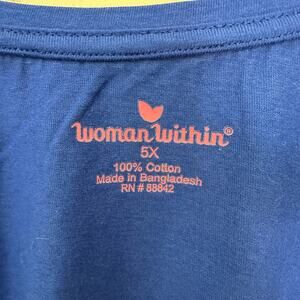 woman within®
5X
100% Cotton
Made in Bangladesh
RN # 88842